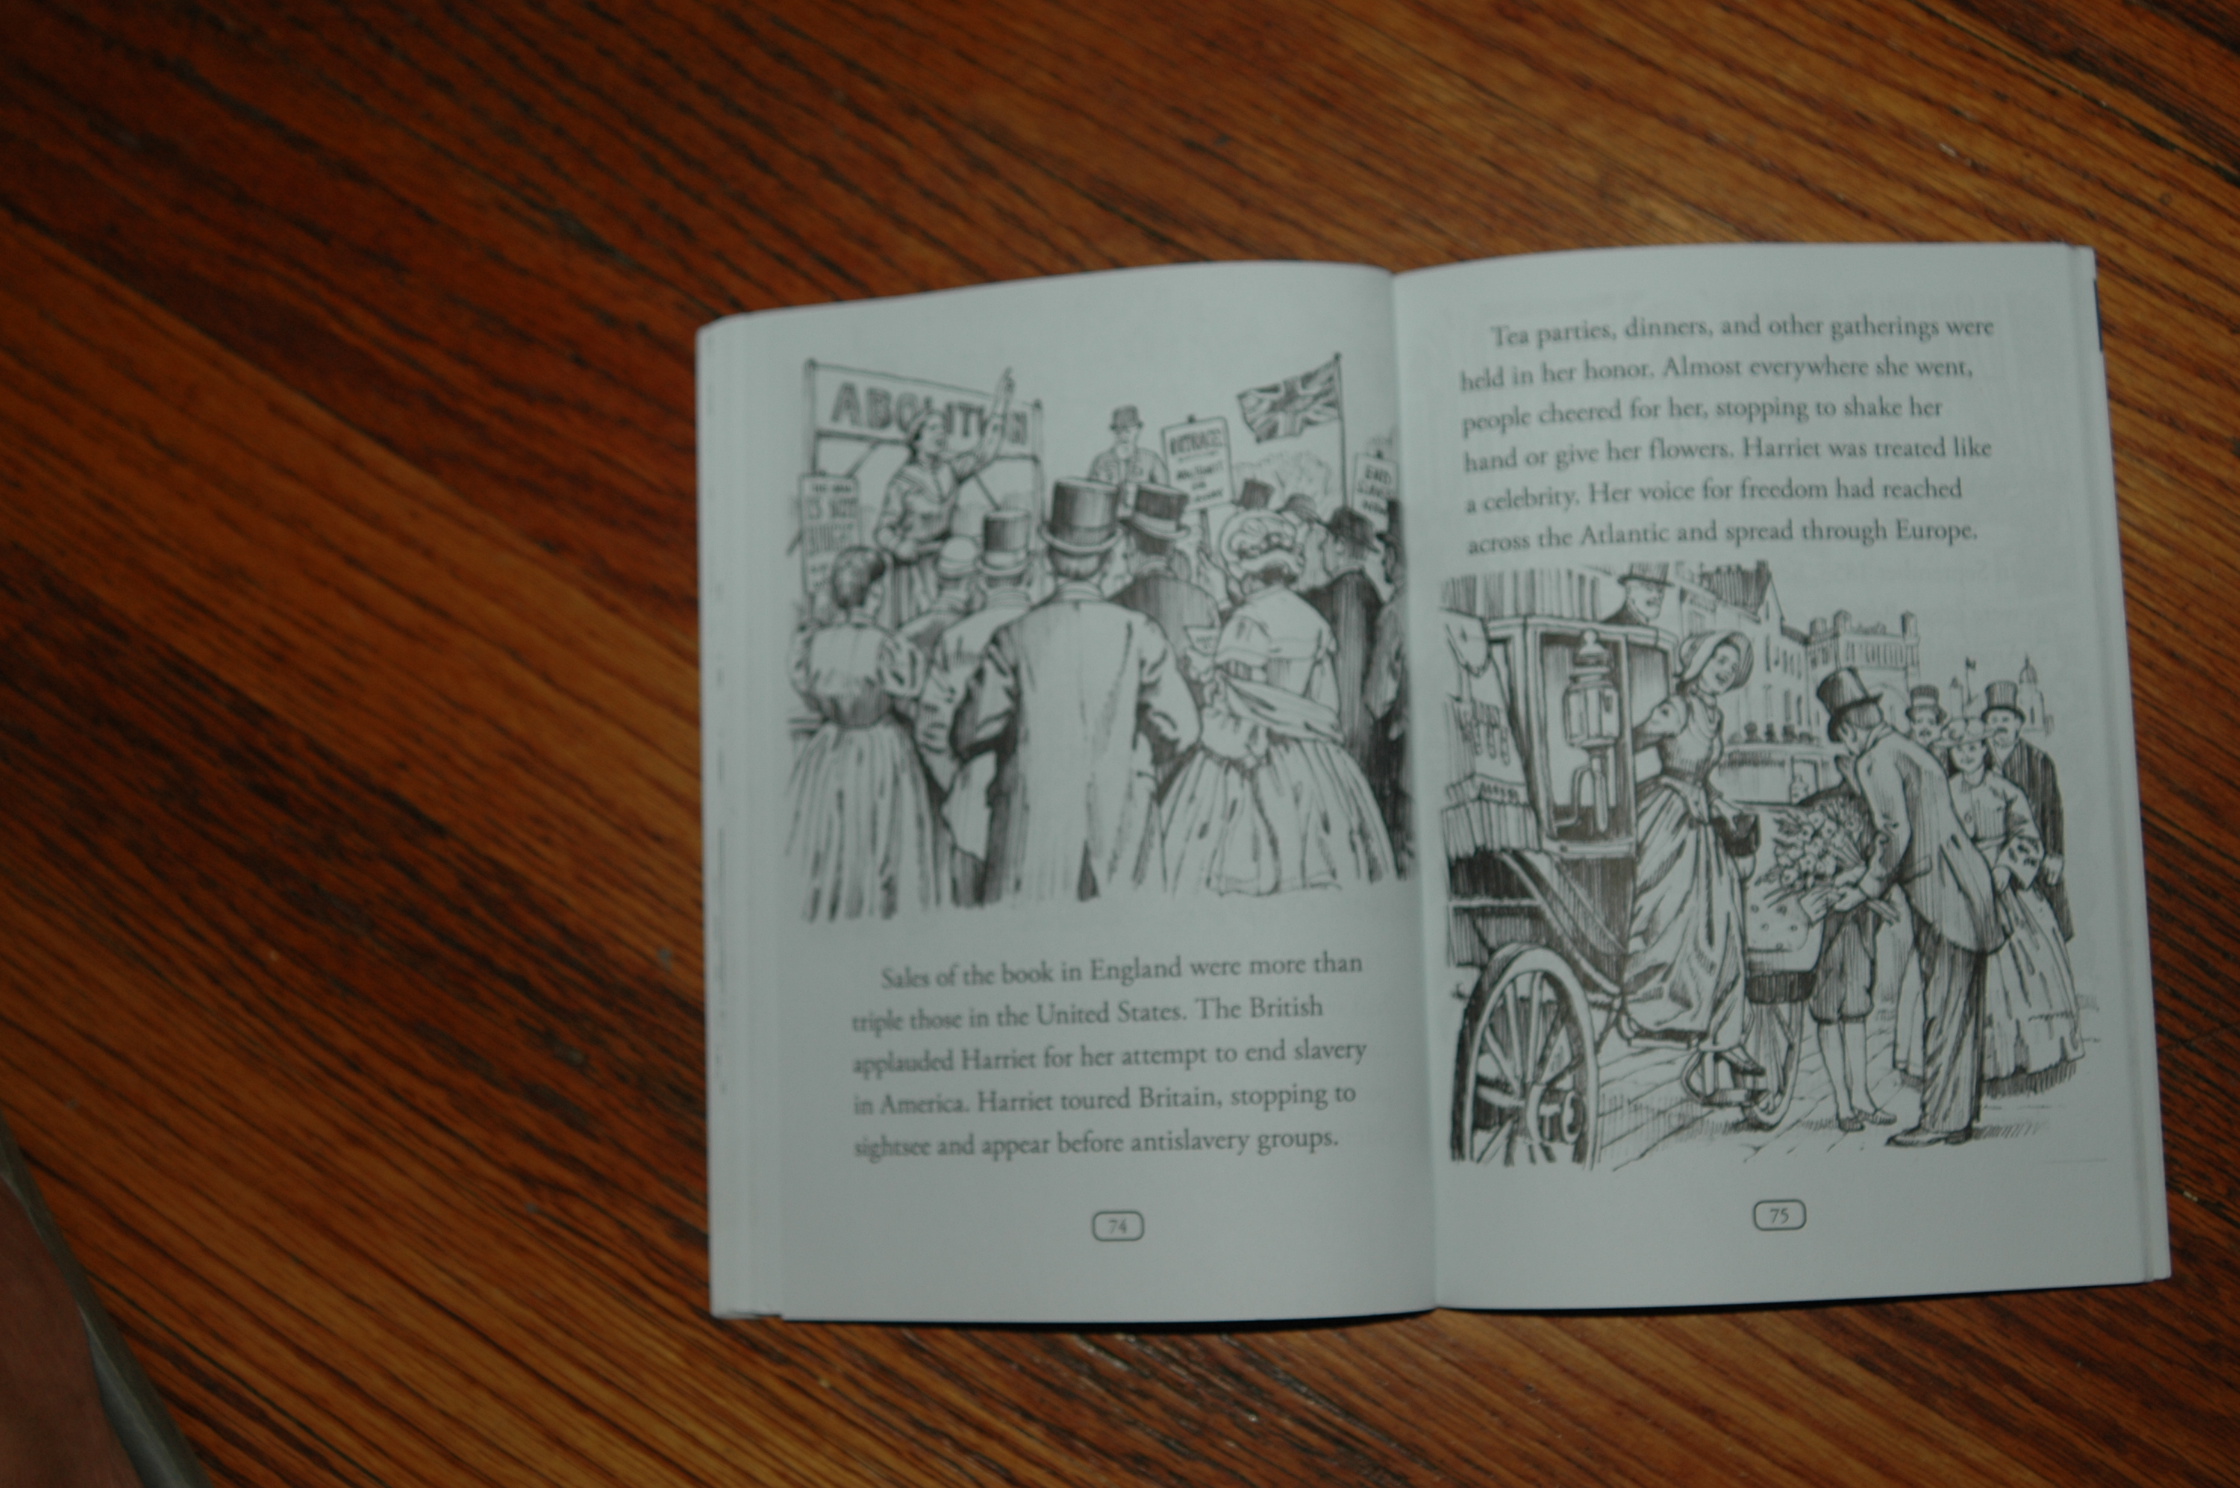 ABOLITION
Sales of the book in England were more than
triple those in the United States. The British
applauded Harriet for her attempt to end slavery
in America. Harriet toured Britain, stopping to
sightsee and appear before antislavery groups.
74
Tea parties, dinners, and other gatherings were
held in her honor. Almost everywhere she went,
people cheered for her, stopping to shake her
hand or give her flowers. Harriet was treated like
a celebrity. Her voice for freedom had reached
across the Atlantic and spread through Europe.
75